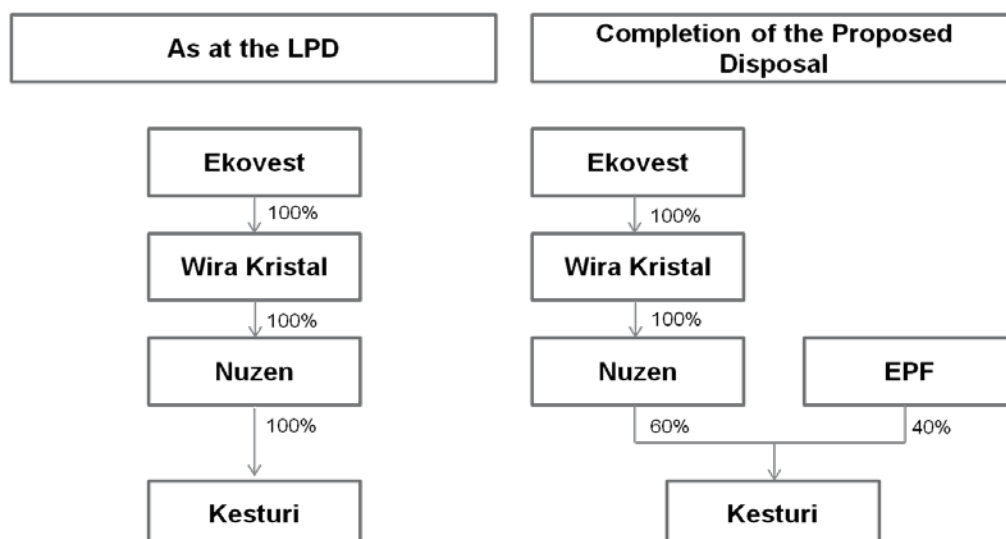 As at the LPD
Completion of the Proposed
Disposal
Ekovest
100%
Wira Kristal
100%
Nuzen
100%
Kesturi
Ekovest
100%
Wira Kristal
100%
Nuzen
EPF
60%
40%
Kesturi